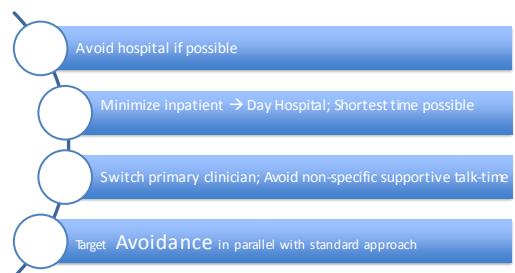 Avoid hospital if possible
Minimize inpatient → Day Hospital; Shortest time possible
Switch primary clinician; Avoid non-specific supportive talk-time
Target Avoidance in parallel with standard approach